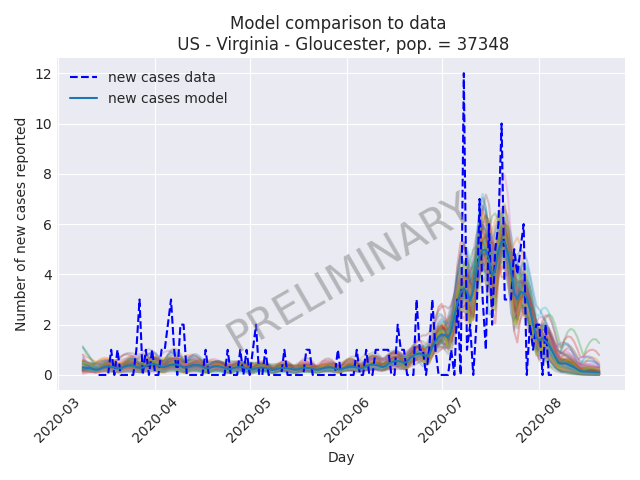 Model comparison to data
US - Virginia - Gloucester, pop. = 37348
new cases data
new cases model
Number of new cases reported
12
10
8
6
4
2
0
PRELIMINARY
2020-03
2020-04
2020-05
2020-06
2020-07
2020-08
Day